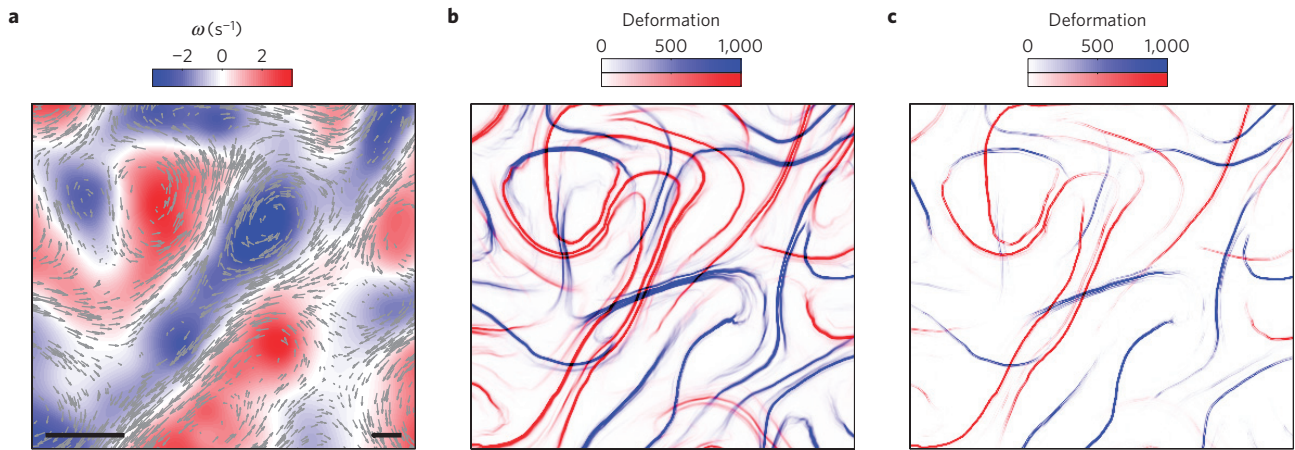 a
ω (s⁻¹)
−2 0 2
b
Deformation
0 500 1,000
c
Deformation
0 500 1,000